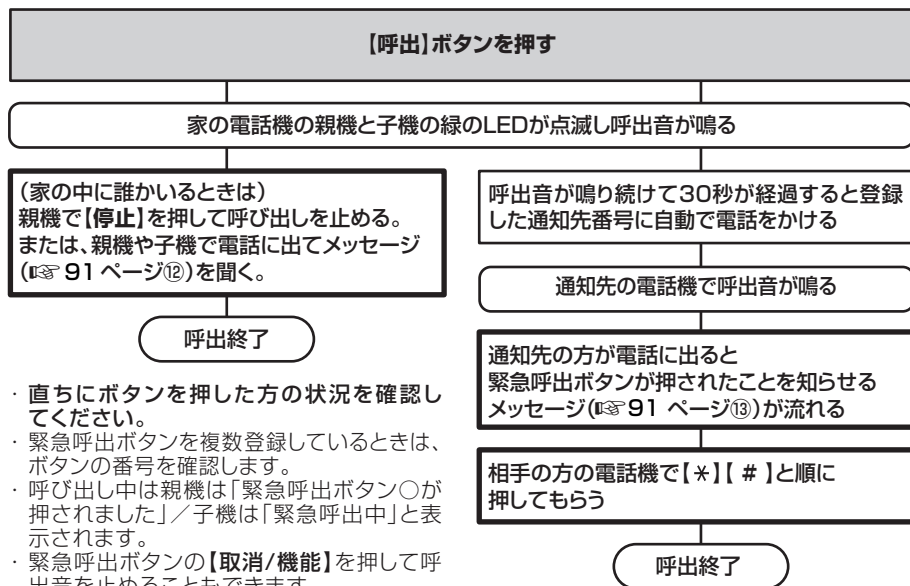 【呼出】ボタンを押す
家の電話機の親機と子機の緑のLEDが点滅し呼出音が鳴る
（家の中に誰かいるときは）
親機で【停止】を押して呼び出しを止める。
または、親機や子機で電話に出てメッセージ
（☞91ページ⑫）を聞く。
呼出終了
・直ちにボタンを押した方の状況を確認し
てください。
・緊急呼出ボタンを複数登録しているときは、
ボタンの番号を確認します。
・呼び出し中は親機は「緊急呼出ボタン○が
押されました」／子機は「緊急呼出中」と表
示されます。
・緊急呼出ボタンの【取消/機能】を押して呼
出音を止めることもできます。
呼出音が鳴り続けて30秒が経過すると登録
した通知先番号に自動で電話をかける
通知先の電話機で呼出音が鳴る
通知先の方が電話に出ると
緊急呼出ボタンが押されたことを知らせる
メッセージ（☞91 ページ⑬）が流れる
相手の方の電話機で【＊】【 # 】と順に
押してもらう
呼出終了